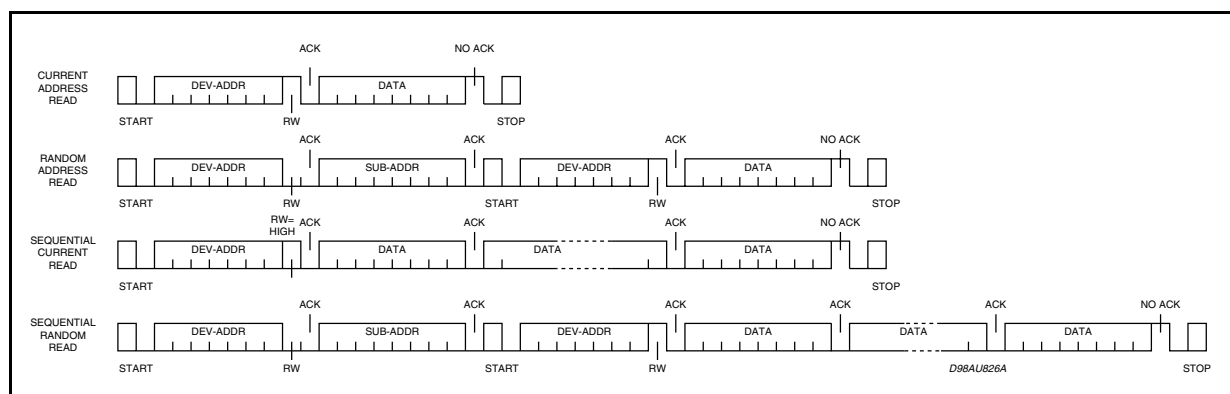 ACK NO ACK
CURRENT
ADDRESS
READ
DEV-ADDR DATA
START RW STOP
ACK ACK ACK NO ACK
RANDOM
ADDRESS
READ
DEV-ADDR SUB-ADDR DEV-ADDR DATA
START RW START RW STOP
RW=
HIGH
ACK ACK ACK NO ACK
SEQUENTIAL
CURRENT
READ
DEV-ADDR DATA DATA DATA
START STOP
ACK ACK ACK ACK ACK NO ACK
SEQUENTIAL
RANDOM
READ
DEV-ADDR SUB-ADDR DEV-ADDR DATA DATA DATA
START RW START RW D98AU826A STOP